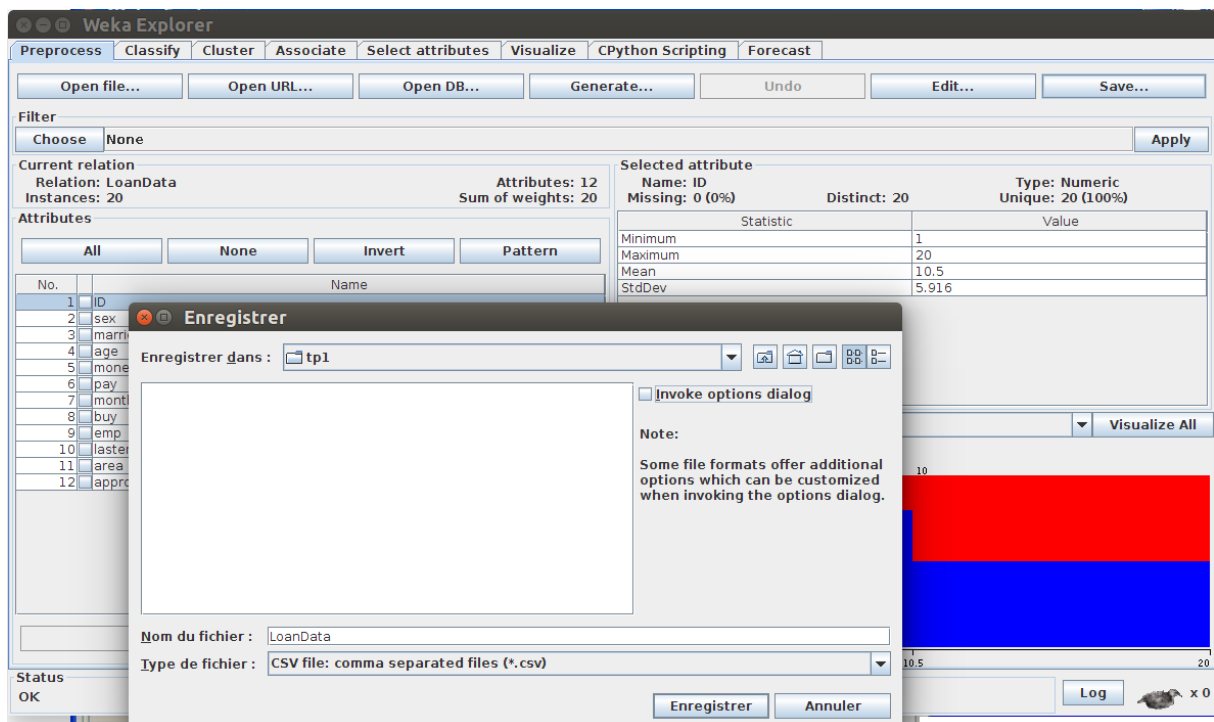 Weka Explorer
Preprocess Classify Cluster Associate Select attributes Visualize CPython Scripting Forecast
Open file... Open URL... Open DB... Generate... Undo Edit... Save...
Filter
Choose None Apply
Current relation
Relation: LoanData Attributes: 12
Instances: 20 Sum of weights: 20
Selected attribute
Name: ID Type: Numeric
Missing: 0 (0%) Distinct: 20 Unique: 20 (100%)
Statistic Value
Minimum 1
Maximum 20
Mean 10.5
StdDev 5.916
Attributes
All None Invert Pattern
No. Name
1 ID
2 sex
3 marri
4 age
5 mone
6 pay
7 mont
8 buy
9 emp
10 laster
11 area
12 appro
Enregistrer
Enregistrer dans : tp1
Invoke options dialog
Note:
Some file formats offer additional
options which can be customized
when invoking the options dialog.
Nom du fichier : LoanData
Type de fichier : CSV file: comma separated files (*.csv)
Enregistrer Annuler
Visualize All
10
10.5 20
Status
OK
Log x 0